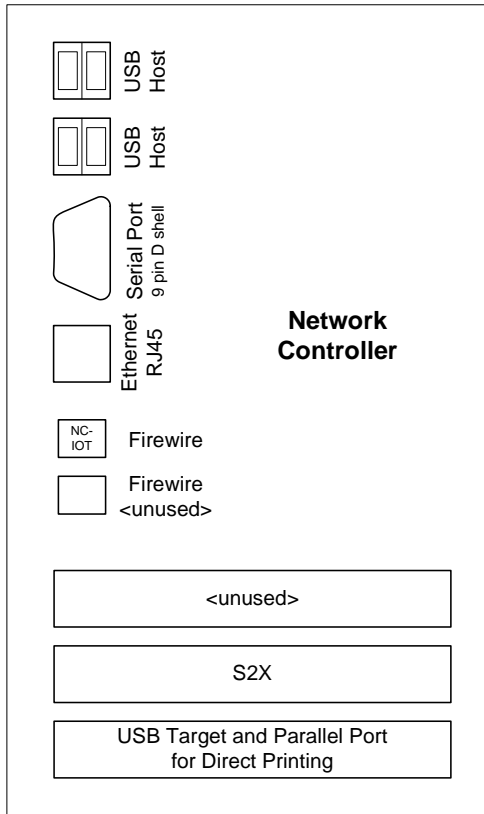 USB
Host
USB
Host
Serial Port
9 pin D shell
Ethernet
RJ45
Network
Controller
NC-
IOT
Firewire
Firewire
<unused>
<unused>
S2X
USB Target and Parallel Port
for Direct Printing